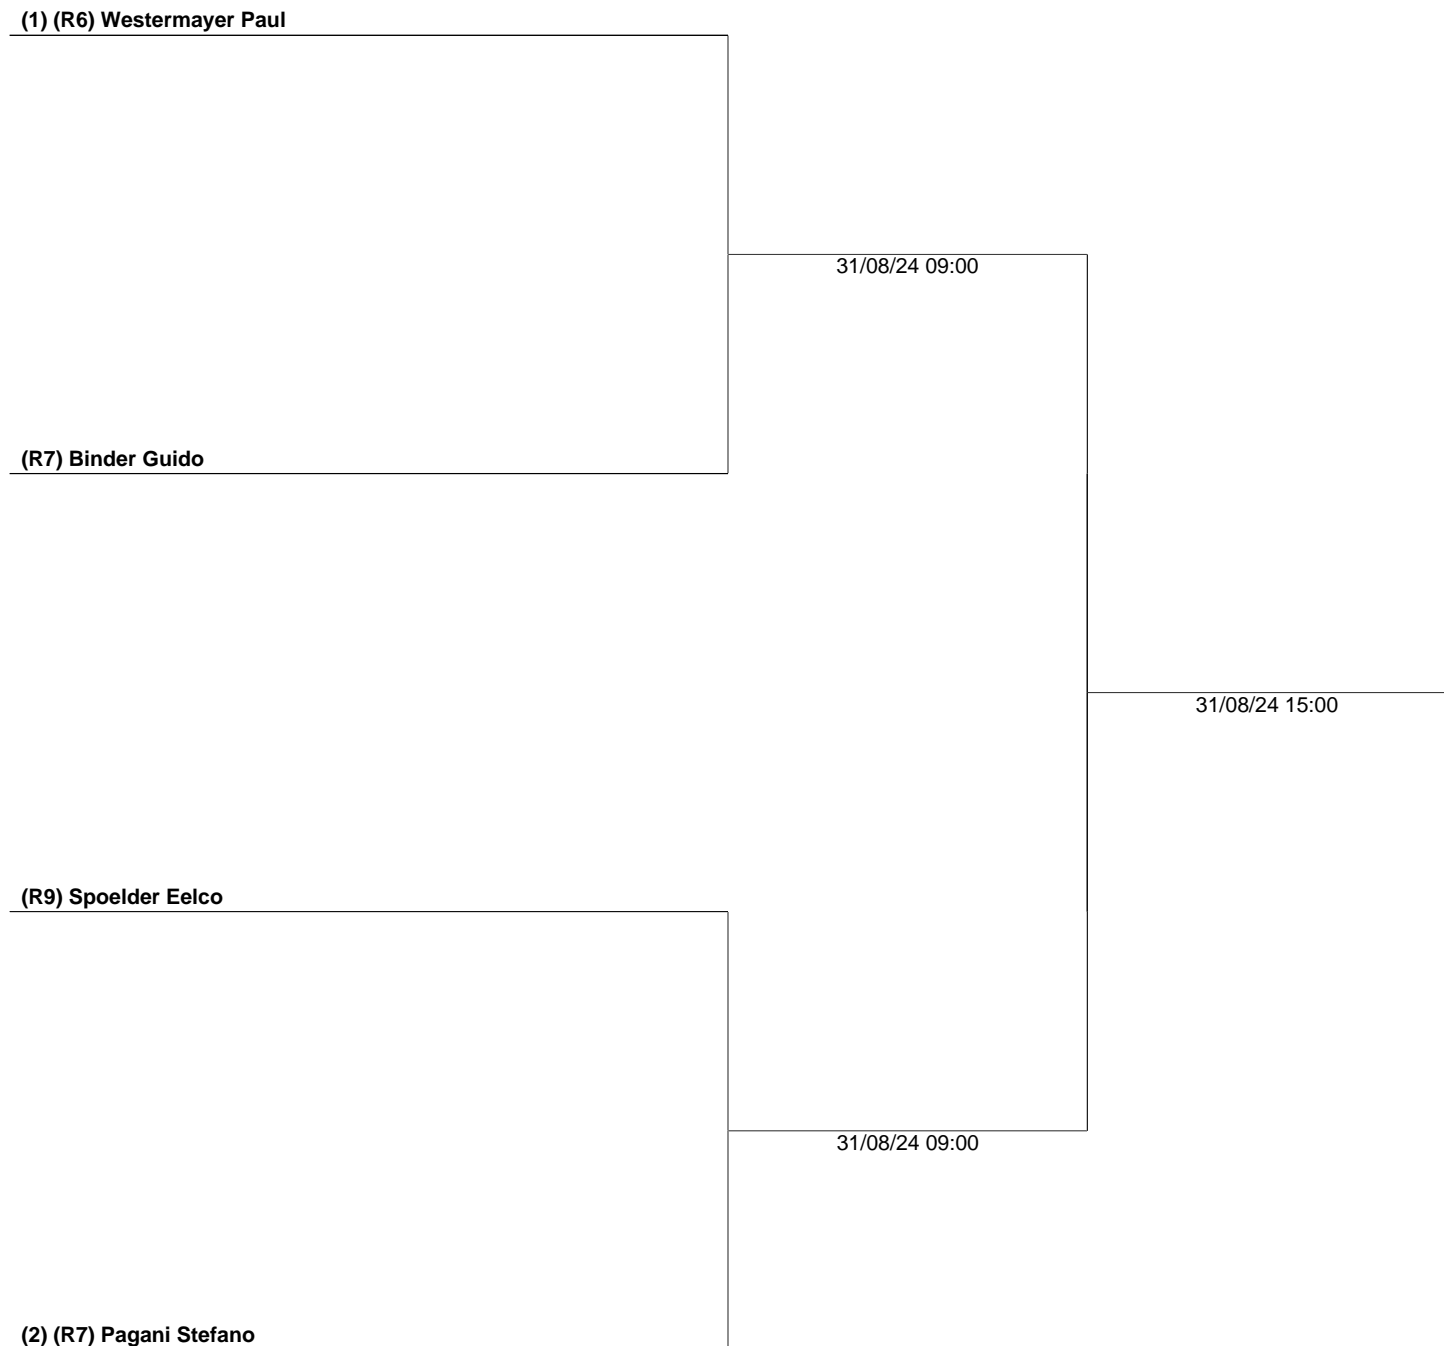 (1) (R6) Westermayer Paul
31/08/24 09:00
(R7) Binder Guido
31/08/24 15:00
(R9) Spoelder Eelco
31/08/24 09:00
(2) (R7) Pagani Stefano